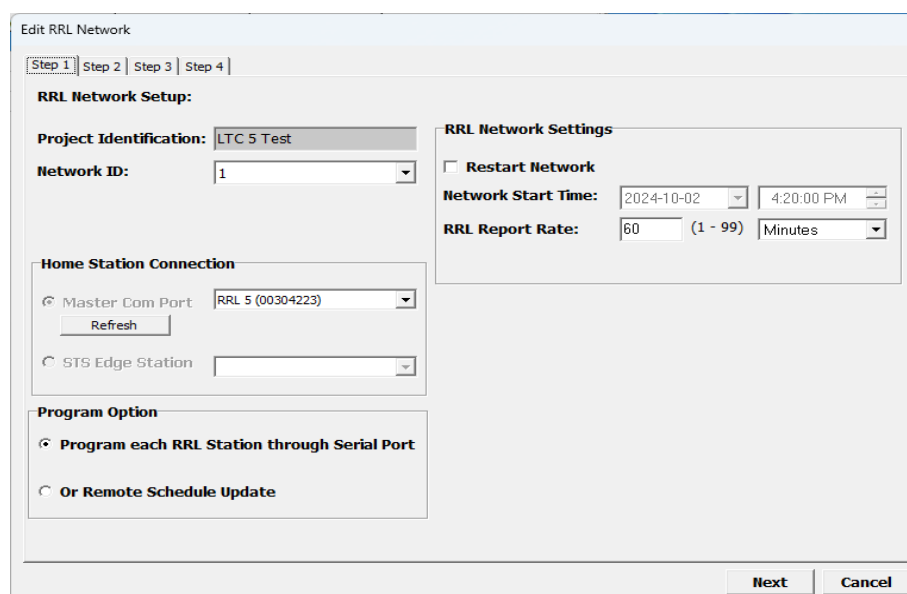 Edit RRL Network
Step 1 Step 2 Step 3 Step 4
RRL Network Setup:
Project Identification: LTC 5 Test
Network ID: 1
Home Station Connection
Master Com Port RRL 5 (00304223)
Refresh
STS Edge Station
Program Option
Program each RRL Station through Serial Port
Or Remote Schedule Update
RRL Network Settings
Restart Network
Network Start Time: 2024-10-02 4:20:00 PM
RRL Report Rate: 60 (1 - 99) Minutes
Next Cancel